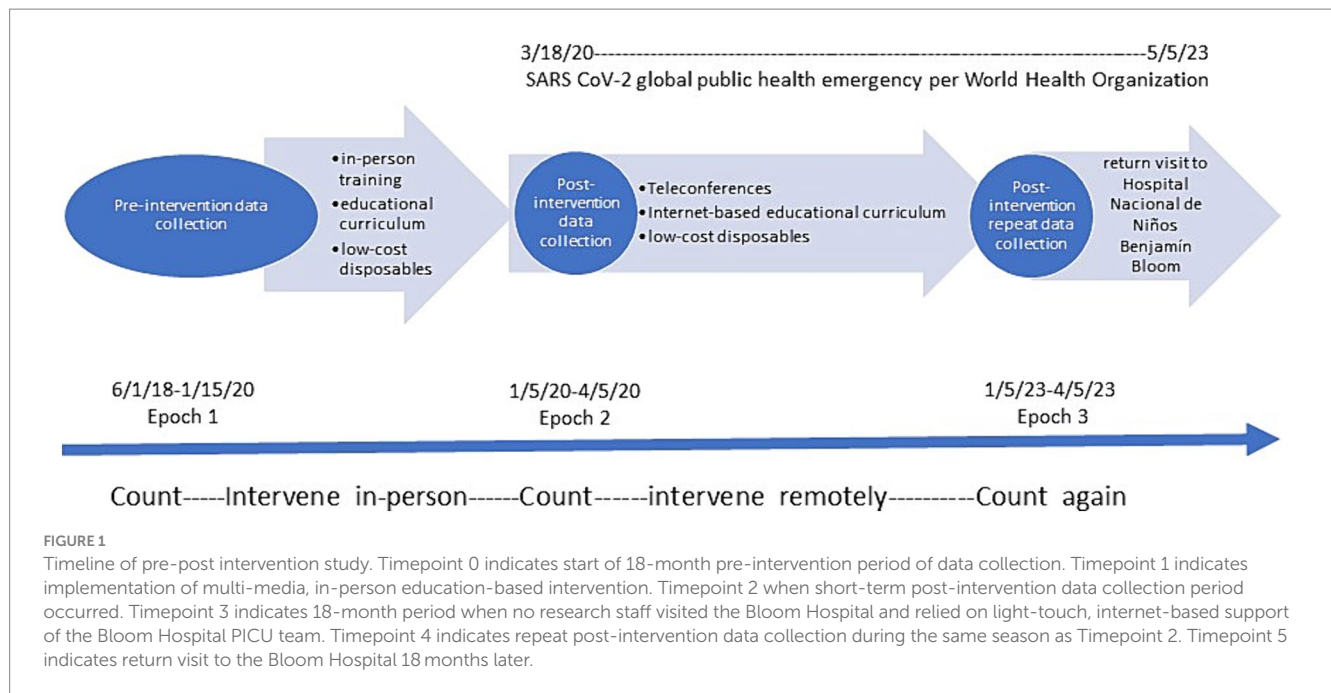 3/18/20-----------------------------------------------------------------------5/5/23
SARS CoV-2 global public health emergency per World Health Organization
Pre-intervention data
collection
•in-person
training
•educational
curriculum
•low-cost
disposables
Post-
intervention
data
collection
•Teleconferences
•Internet-based educational curriculum
•low-cost disposables
Post-
intervention
repeat data
collection
return visit to
Hospital
Nacional de
Niños
Benjamín
Bloom
6/1/18-1/15/20
Epoch 1
1/5/20-4/5/20
Epoch 2
1/5/23-4/5/23
Epoch 3
Count-----Intervene in-person------Count------intervene remotely----------Count again
FIGURE 1
Timeline of pre-post intervention study. Timepoint 0 indicates start of 18-month pre-intervention period of data collection. Timepoint 1 indicates
implementation of multi-media, in-person education-based intervention. Timepoint 2 when short-term post-intervention data collection period
occurred. Timepoint 3 indicates 18-month period when no research staff visited the Bloom Hospital and relied on light-touch, internet-based support
of the Bloom Hospital PICU team. Timepoint 4 indicates repeat post-intervention data collection during the same season as Timepoint 2. Timepoint 5
indicates return visit to the Bloom Hospital 18 months later.